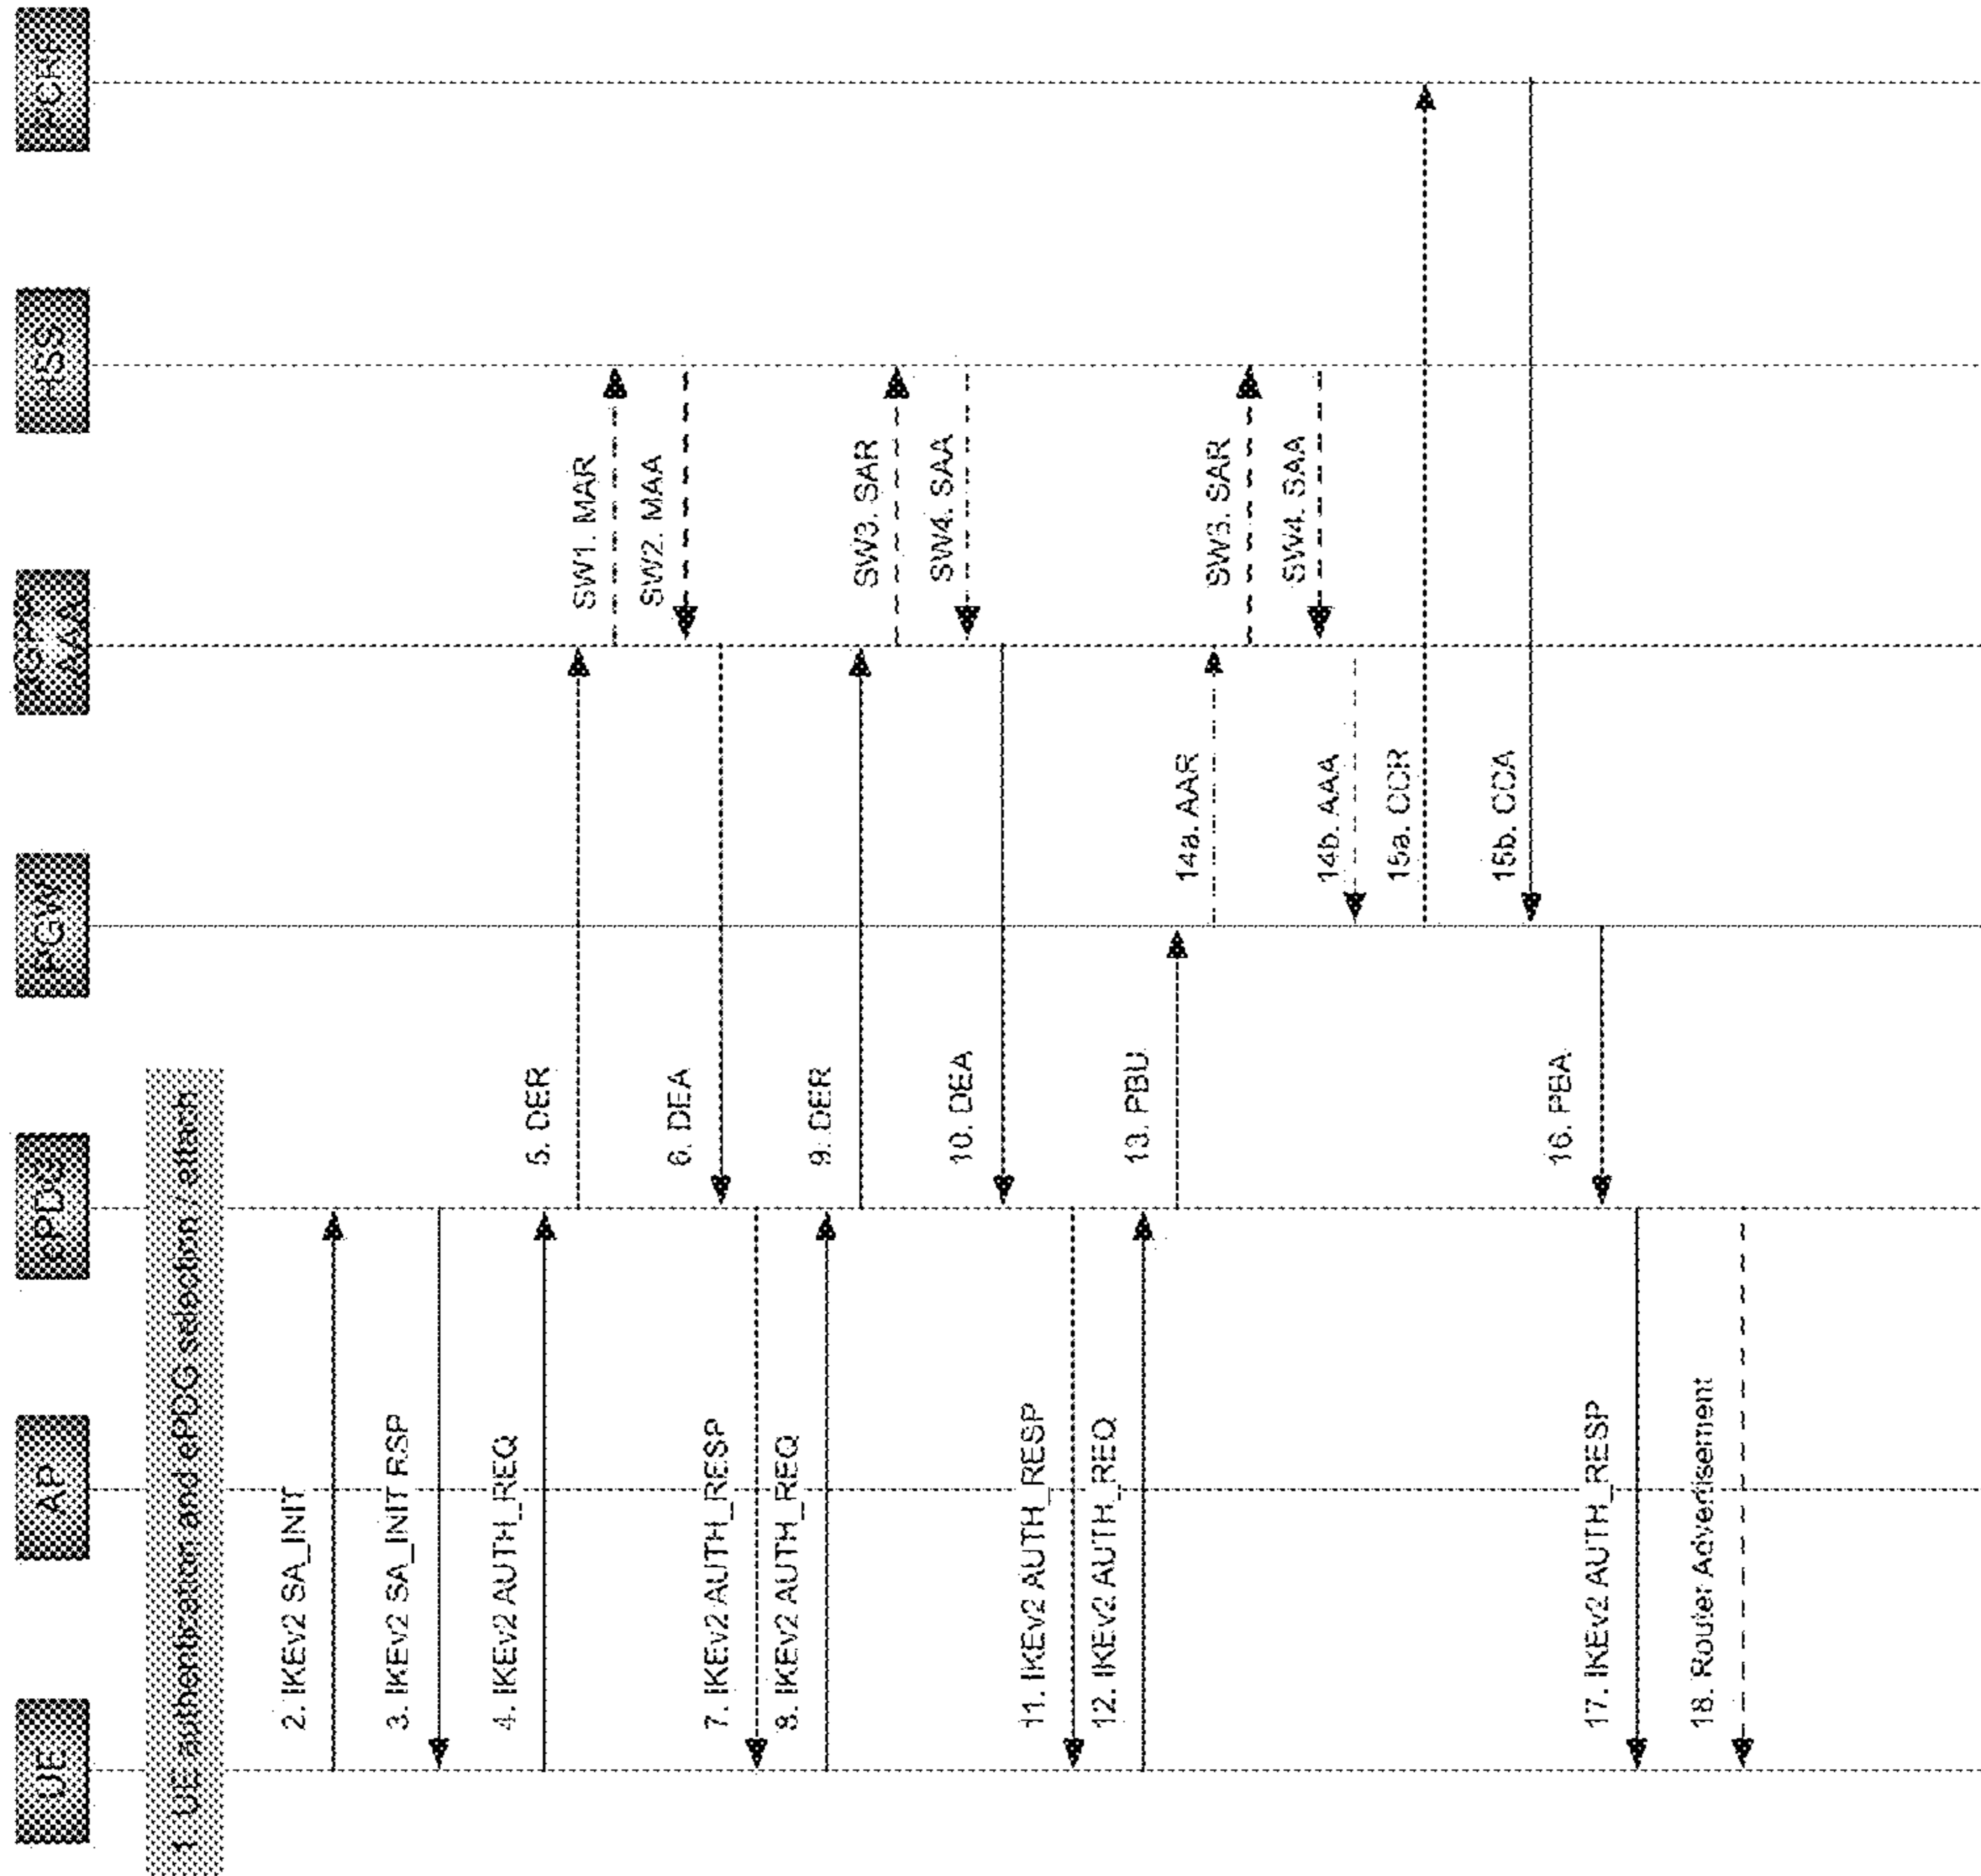 UE
AP
ePDG
PGW
3GPP
AAA
HSS
PCRF
1. UE authentication and ePDG selection / attach
2. IKEv2 SA_INIT
3. IKEv2 SA_INIT RSP
4. IKEv2 AUTH_REQ
5. DER
SW1. MAR
SW2. MAA
6. DEA
7. IKEv2 AUTH_RESP
8. IKEv2 AUTH_REQ
9. DER
SW3. SAR
SW4. SAA
10. DEA
11. IKEv2 AUTH_RESP
12. IKEv2 AUTH_REQ
13. PBU
14a. AAR
SW3. SAR
SW4. SAA
14b. AAA
15a. CCR
15b. CCA
16. PBA
17. IKEv2 AUTH_RESP
18. Router Advertisement